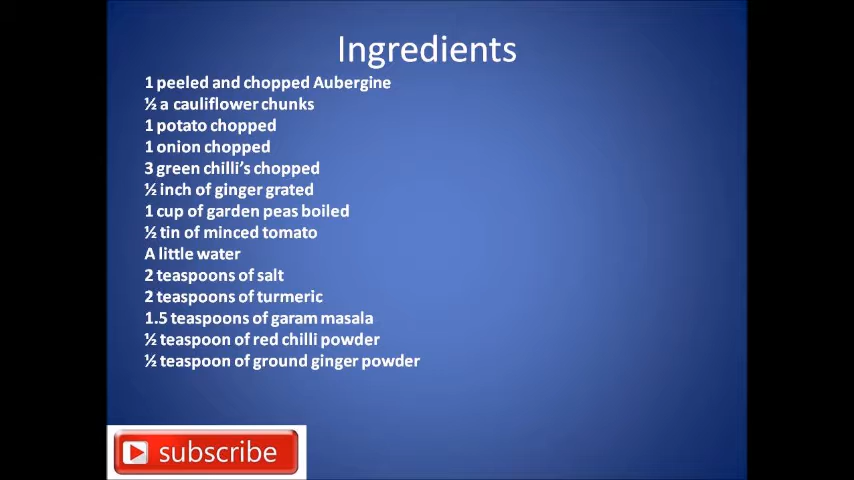 Ingredients
1 peeled and chopped Aubergine
½ a cauliflower chunks
1 potato chopped
1 onion chopped
3 green chilli's chopped
½ inch of ginger grated
1 cup of garden peas boiled
½ tin of minced tomato
A little water
2 teaspoons of salt
2 teaspoons of turmeric
1.5 teaspoons of garam masala
½ teaspoon of red chilli powder
½ teaspoon of ground ginger powder
subscribe